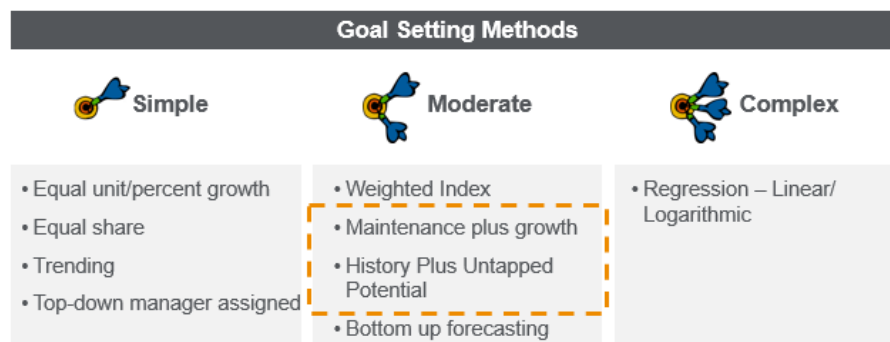 Goal Setting Methods
Simple
• Equal unit/percent growth
• Equal share
• Trending
• Top-down manager assigned
Moderate
• Weighted Index
• Maintenance plus growth
• History Plus Untapped
Potential
• Bottom up forecasting
Complex
• Regression – Linear/
Logarithmic